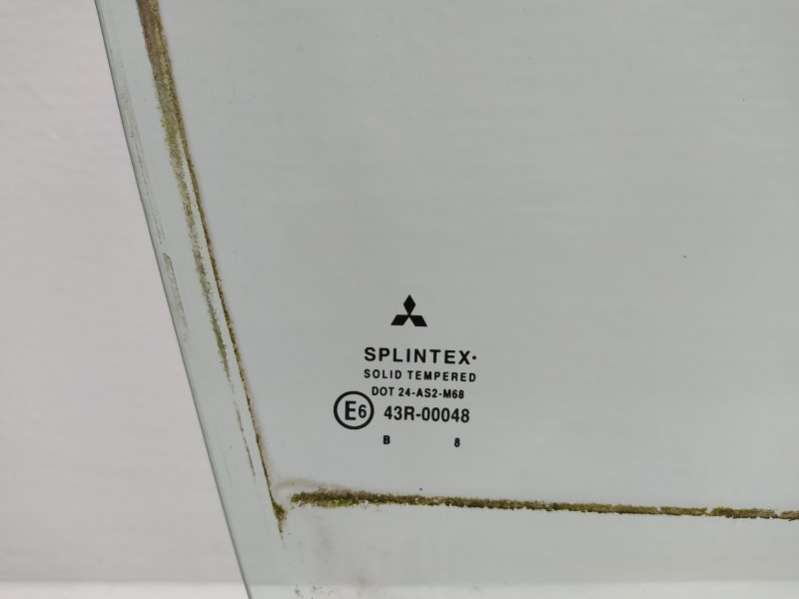 SPLINTEX
SOLID TEMPERED
DOT 24-AS2-M68
E6 43R-00048
B 8